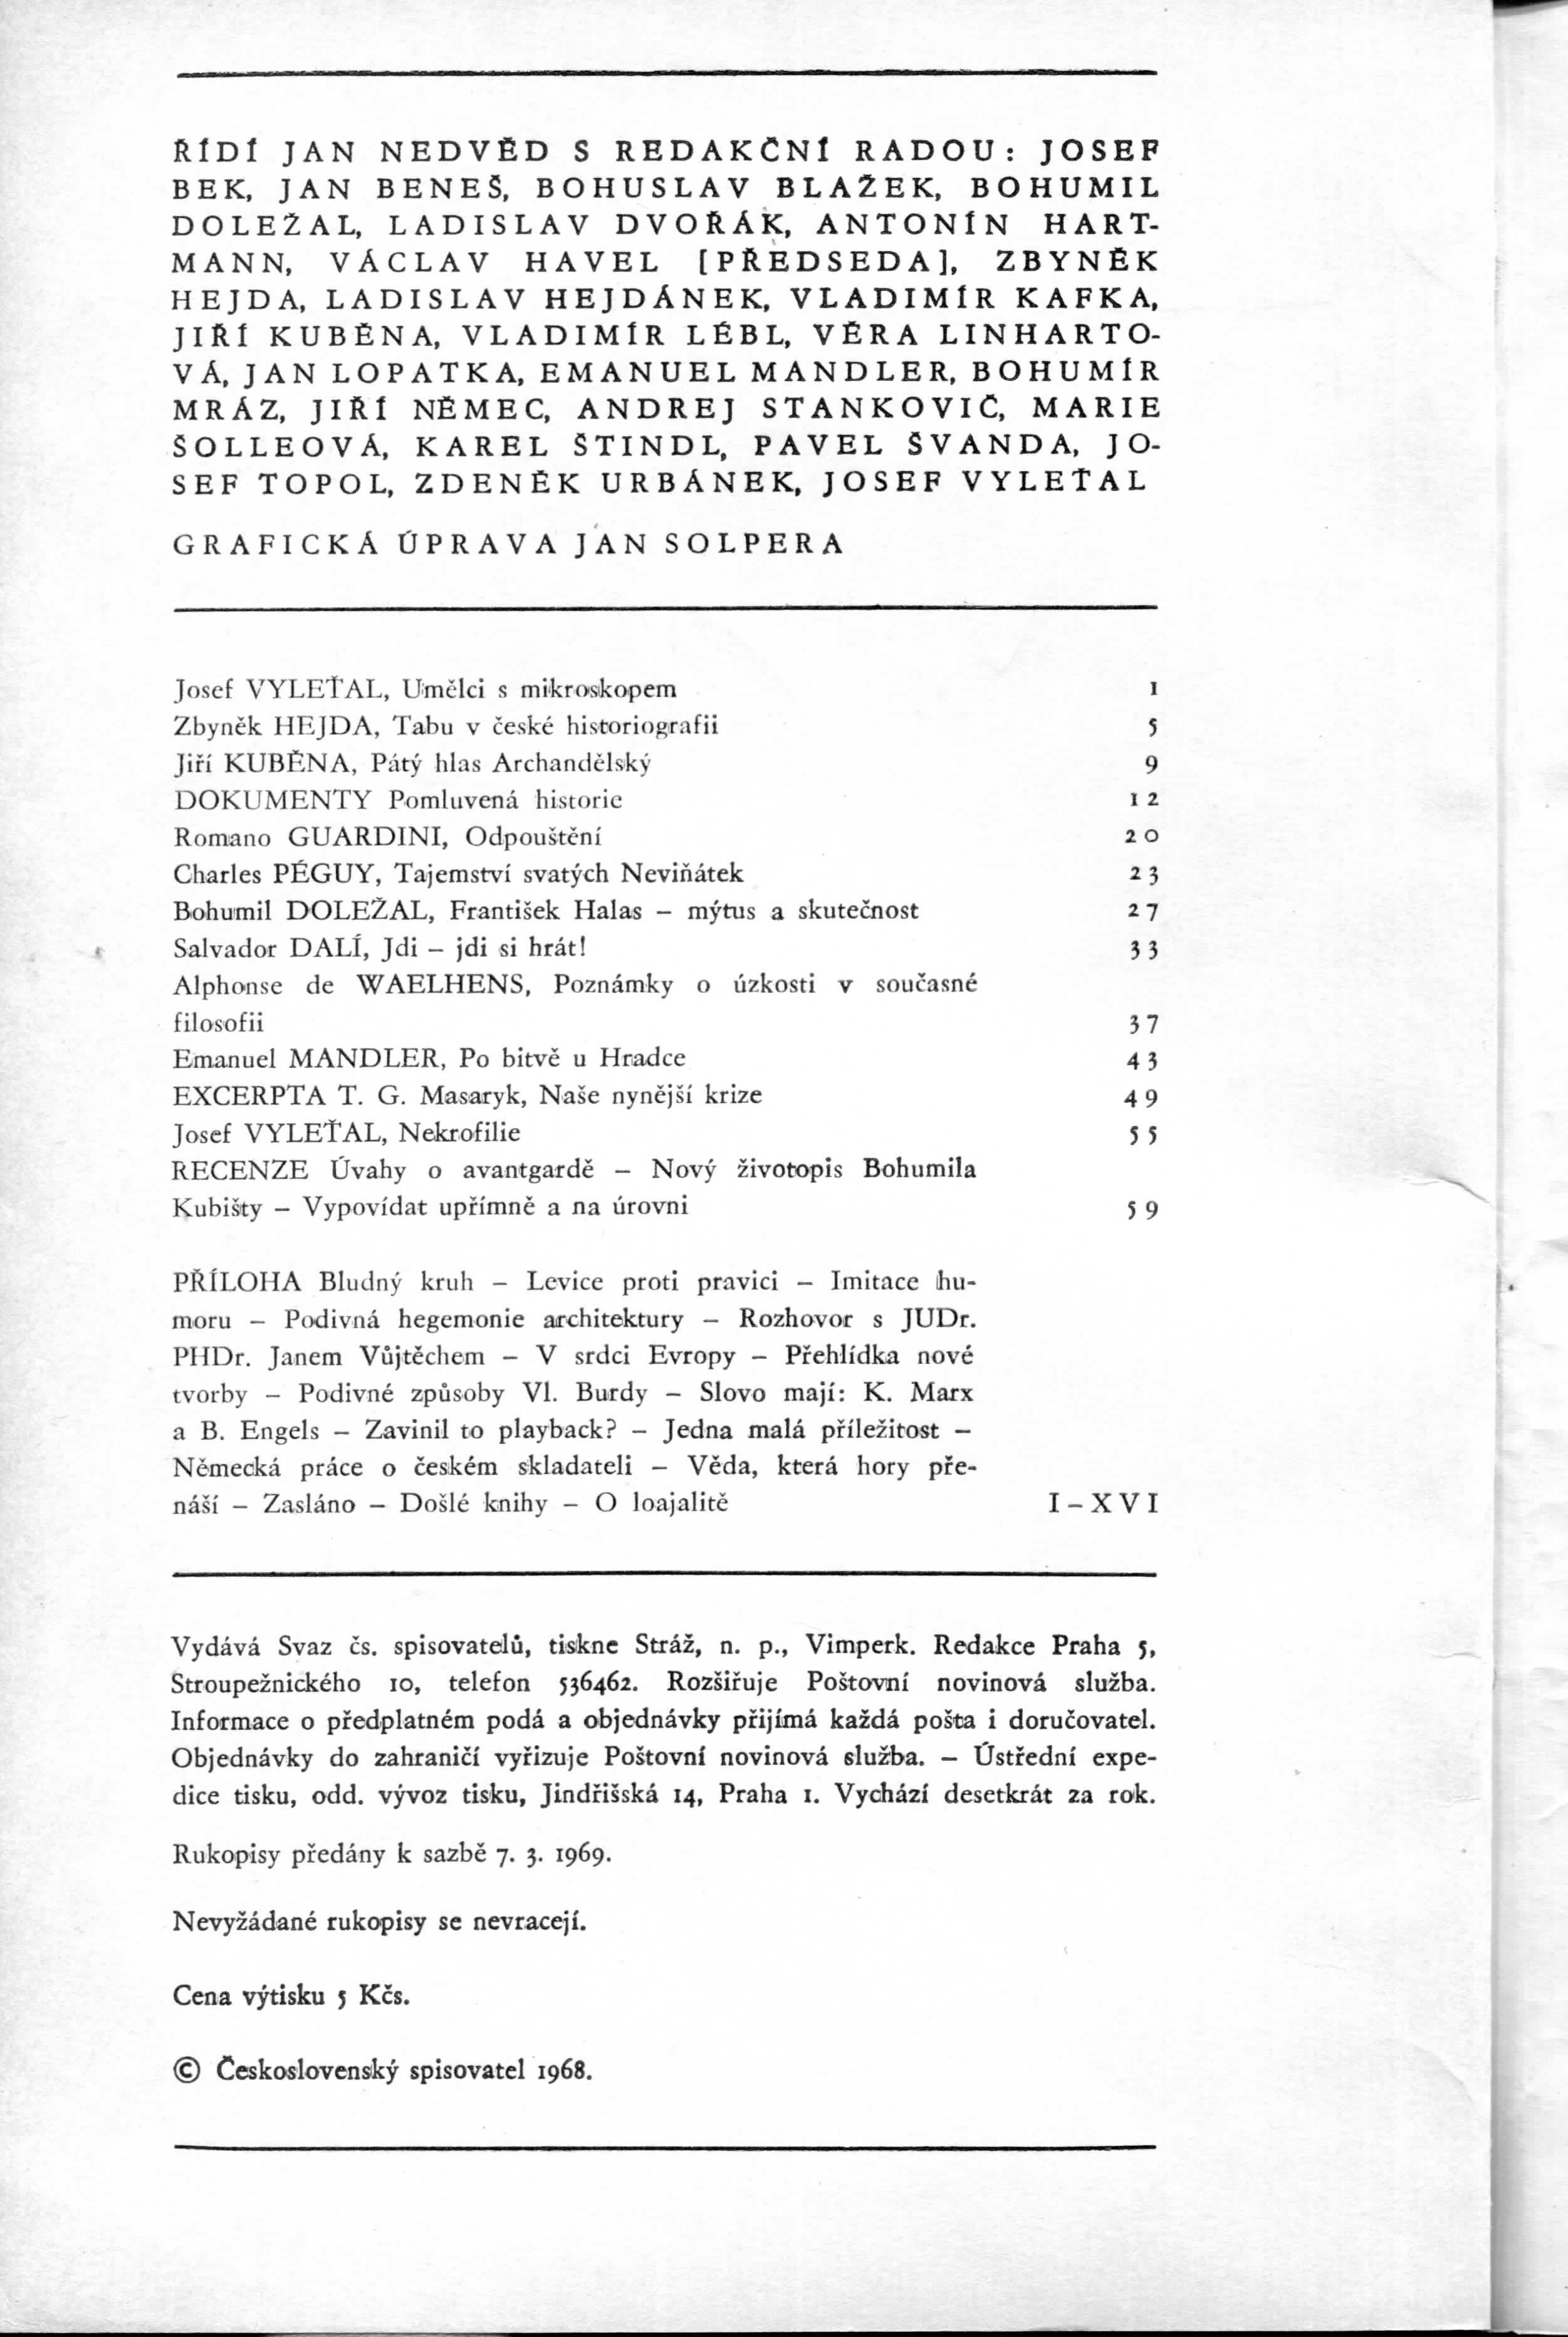 ŘÍDÍ JAN NEDVĚD S REDAKČNÍ RADOU: JOSEF
BEK, JAN BENEŠ, BOHUSLAV BLAŽEK, BOHUMIL
DOLEŽAL, LADISLAV DVOŘÁK, ANTONÍN HART-
MANN, VÁCLAV HAVEL [PŘEDSEDA], ZBYNĚK
HEJDA, LADISLAV HEJDÁNEK, VLADIMÍR KAFKA,
JIŘÍ KUBĚNA, VLADIMÍR LÉBL, VĚRA LINHARTO-
VÁ, JAN LOPATKA, EMANUEL MANDLER, BOHUMÍR
MRÁZ, JIŘÍ NĚMEC, ANDREJ STANKOVIČ, MARIE
ŠOLLEOVÁ, KAREL ŠTINDL, PAVEL ŠVANDA, JO-
SEF TOPOL, ZDENĚK URBÁNEK, JOSEF VYLEŤAL
GRAFICKÁ ÚPRAVA JAN SOLPERA
Josef VYLEŤAL, Umělci s mikroskopem 1
Zbyněk HEJDA, Tabu v české historiografii 5
Jiří KUBĚNA, Pátý hlas Archandělský 9
DOKUMENTY Pomluvená historie 12
Romano GUARDINI, Odpouštění 20
Charles PÉGUY, Tajemství svatých Neviňátek 23
Bohumil DOLEŽAL, František Halas – mýtus a skutečnost 27
Salvador DALÍ, Jdi – jdi si hrát! 33
Alphonse de WAELHENS, Poznámky o úzkosti v současné
filosofii 37
Emanuel MANDLER, Po bitvě u Hradce 43
EXCERPTA T. G. Masaryk, Naše nynější krize 49
Josef VYLEŤAL, Nekrofilie 55
RECENZE Úvahy o avantgardě – Nový životopis Bohumila
Kubišty – Vypovídat upřímně a na úrovni 59
PŘÍLOHA Bludný kruh – Levice proti pravici – Imitace hu-
moru – Podivná hegemonie architektury – Rozhovor s JUDr.
PHDr. Janem Vůjtěchem – V srdci Evropy – Přehlídka nové
tvorby – Podivné způsoby Vl. Burdy – Slovo mají: K. Marx
a B. Engels – Zavinil to playback? – Jedna malá příležitost –
Německá práce o českém skladateli – Věda, která hory pře-
náší – Zasláno – Došlé knihy – O loajalitě I–XVI
Vydává Svaz čs. spisovatelů, tiskne Stráž, n. p., Vimperk. Redakce Praha 5,
Stroupežnického 10, telefon 536462. Rozšiřuje Poštovní novinová služba.
Informace o předplatném podá a objednávky přijímá každá pošta i doručovatel.
Objednávky do zahraničí vyřizuje Poštovní novinová služba. – Ústřední expe-
dice tisku, odd. vývoz tisku, Jindřišská 14, Praha 1. Vychází desetkrát za rok.
Rukopisy předány k sazbě 7. 3. 1969.
Nevyžádané rukopisy se nevracejí.
Cena výtisku 5 Kčs.
© Československý spisovatel 1968.